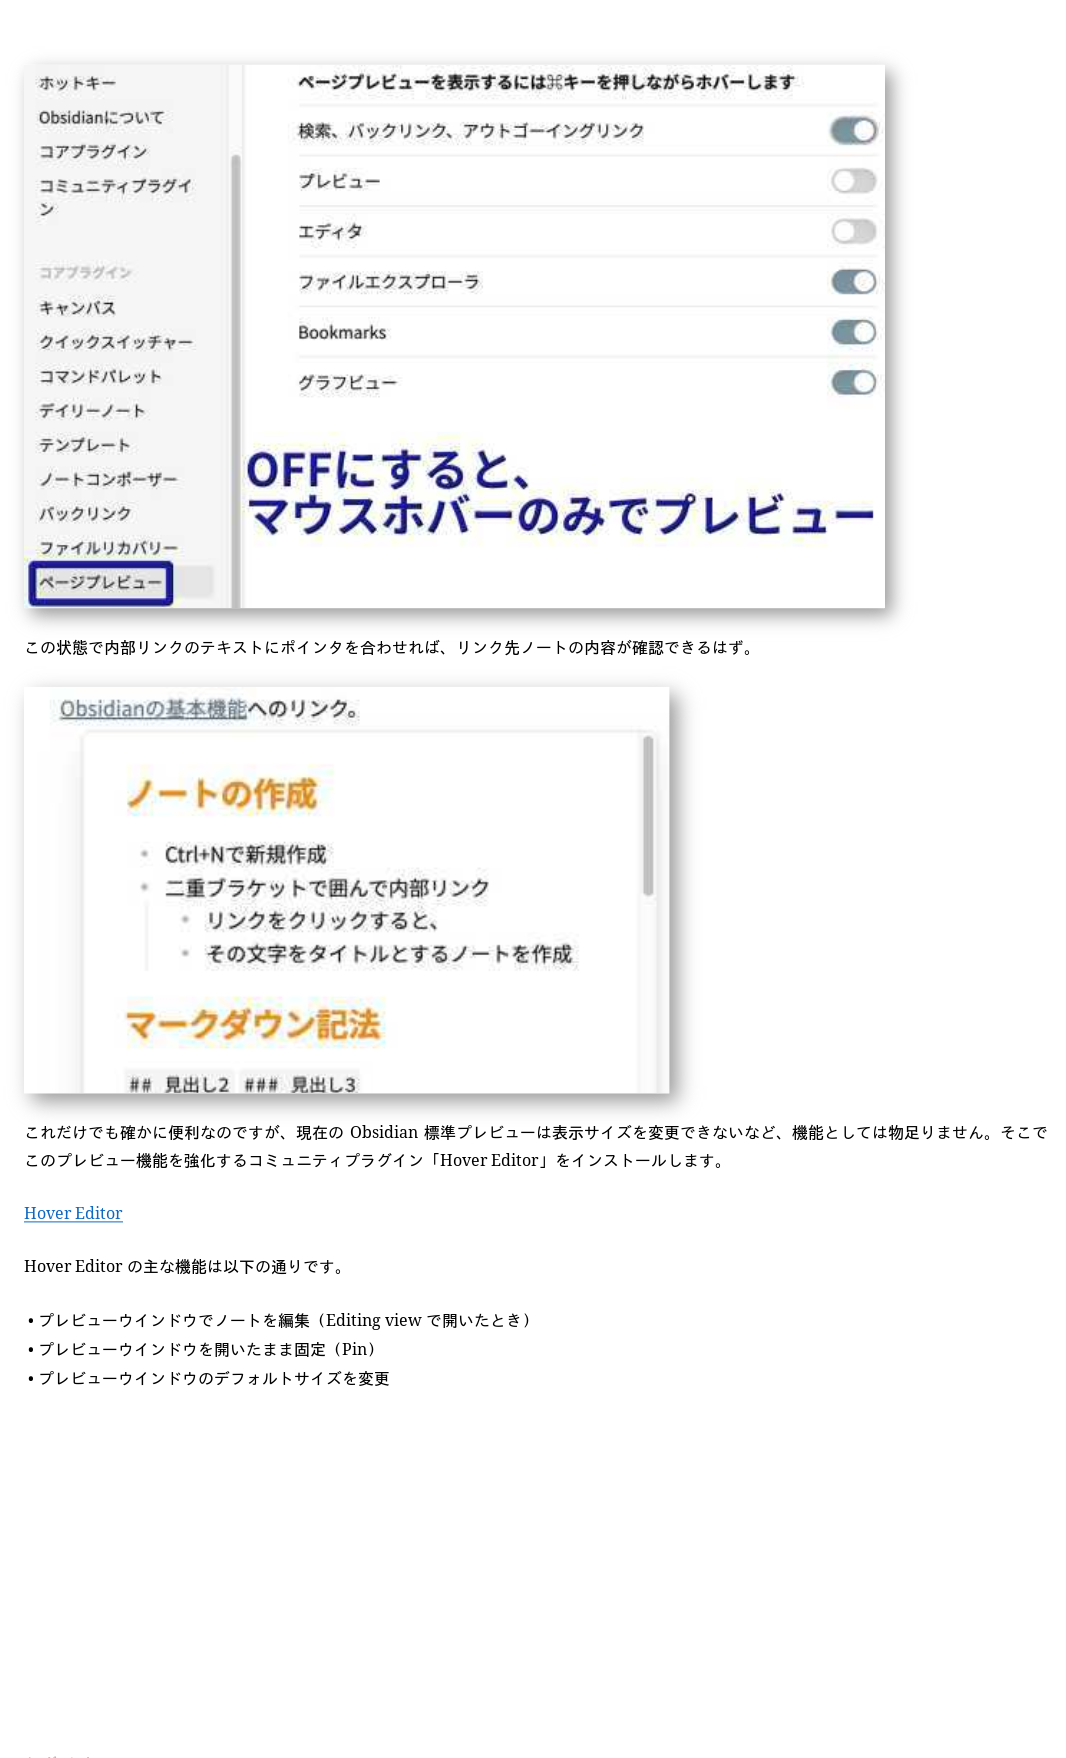 ホットキー
Obsidianについて
コアプラグイン
コミュニティプラグイ
ン
コアプラグイン
キャンバス
クイックスイッチャー
コマンドパレット
デイリーノート
テンプレート
ノートコンポーザー
バックリンク
ファイルリカバリー
ページプレビュー
ページプレビューを表示するには⌘キーを押しながらホバーします
検索、バックリンク、アウトゴーイングリンク
プレビュー
エディタ
ファイルエクスプローラ
Bookmarks
グラフビュー
OFFにすると、
マウスホバーのみでプレビュー
この状態で内部リンクのテキストにポインタを合わせれば、リンク先ノートの内容が確認できるはず。
Obsidianの基本機能へのリンク。
ノートの作成
• Ctrl+Nで新規作成
• 二重ブラケットで囲んで内部リンク
• リンクをクリックすると、
• その文字をタイトルとするノートを作成
マークダウン記法
## 見出し2 ### 見出し3
これだけでも確かに便利なのですが、現在の Obsidian 標準プレビューは表示サイズを変更できないなど、機能としては物足りません。そこで
このプレビュー機能を強化するコミュニティプラグイン「Hover Editor」をインストールします。
Hover Editor
Hover Editor の主な機能は以下の通りです。
• プレビューウインドウでノートを編集（Editing view で開いたとき）
• プレビューウインドウを開いたまま固定（Pin）
• プレビューウインドウのデフォルトサイズを変更